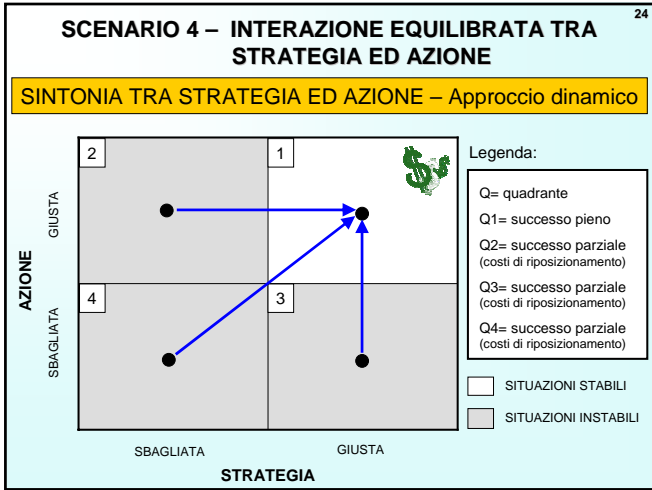 24
SCENARIO 4 – INTERAZIONE EQUILIBRATA TRA
STRATEGIA ED AZIONE
SINTONIA TRA STRATEGIA ED AZIONE – Approccio dinamico
2
1
4
3
AZIONE
GIUSTA
SBAGLIATA
SBAGLIATA
GIUSTA
STRATEGIA
Legenda:
Q= quadrante
Q1= successo pieno
Q2= successo parziale
(costi di riposizionamento)
Q3= successo parziale
(costi di riposizionamento)
Q4= successo parziale
(costi di riposizionamento)
SITUAZIONI STABILI
SITUAZIONI INSTABILI